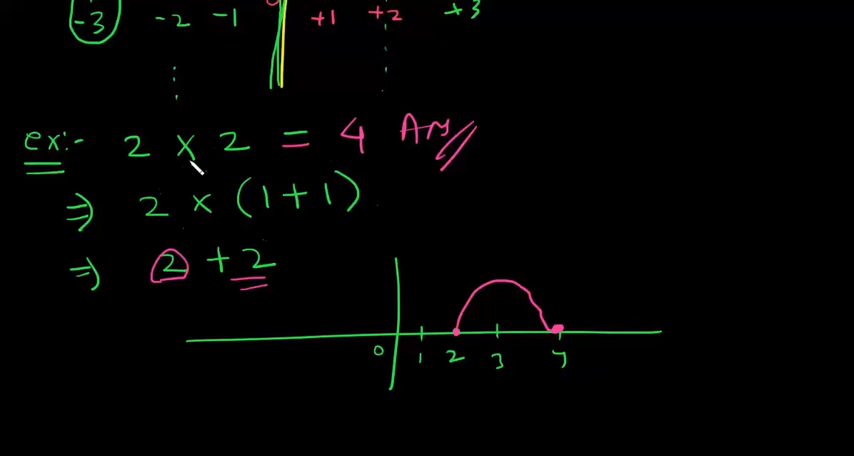 -3 -2 -1 +1 +2 +3
ex:- 2 × 2 = 4 Ans
⇒ 2 × (1+1)
⇒ 2 + 2
0 1 2 3 4